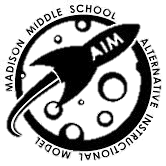 MADISON MIDDLE SCHOOL
ALTERNATIVE INSTRUCTIONAL MODEL
AIM